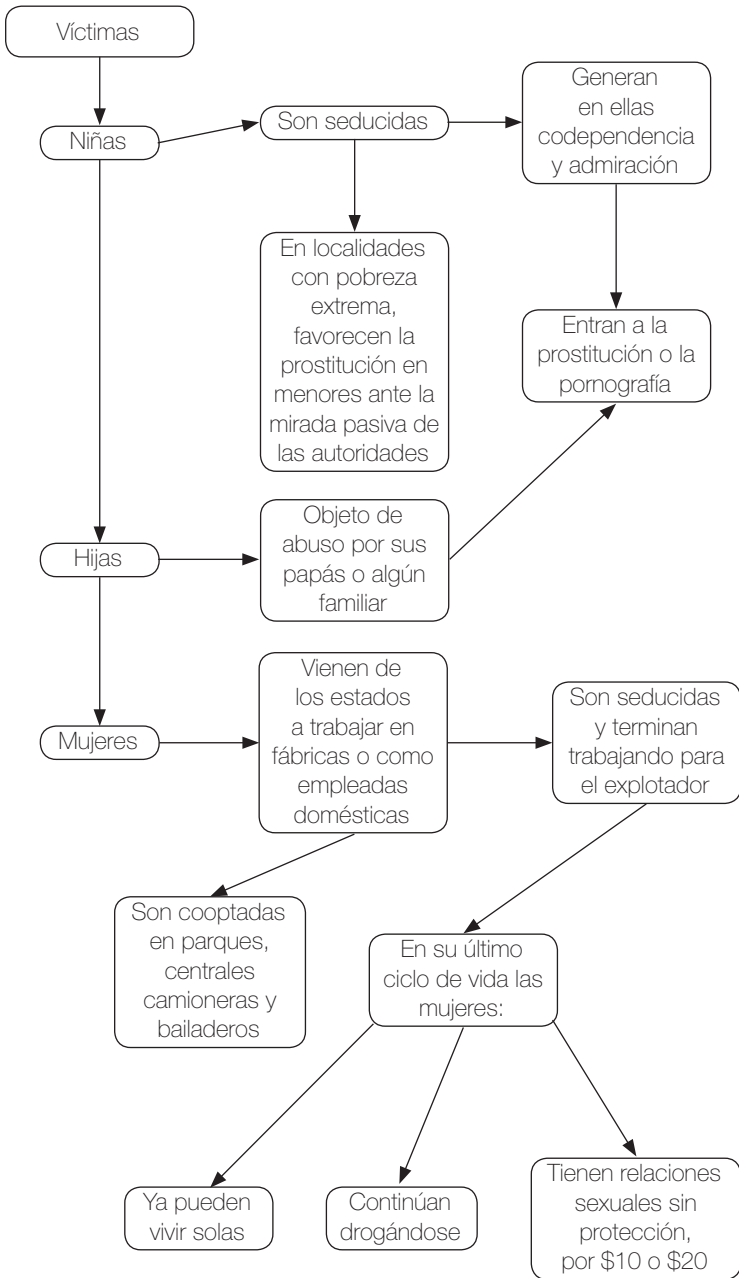 Víctimas
Niñas
Son seducidas
Generan
en ellas
codependencia
y admiración
En localidades
con pobreza
extrema,
favorecen la
prostitución en
menores ante la
mirada pasiva de
las autoridades
Entran a la
prostitución o la
pornografía
Hijas
Objeto de
abuso por sus
papás o algún
familiar
Mujeres
Vienen de
los estados
a trabajar en
fábricas o como
empleadas
domésticas
Son seducidas
y terminan
trabajando para
el explotador
Son cooptadas
en parques,
centrales
camioneras y
bailaderos
En su último
ciclo de vida las
mujeres:
Ya pueden
vivir solas
Continúan
drogándose
Tienen relaciones
sexuales sin
protección,
por $10 o $20